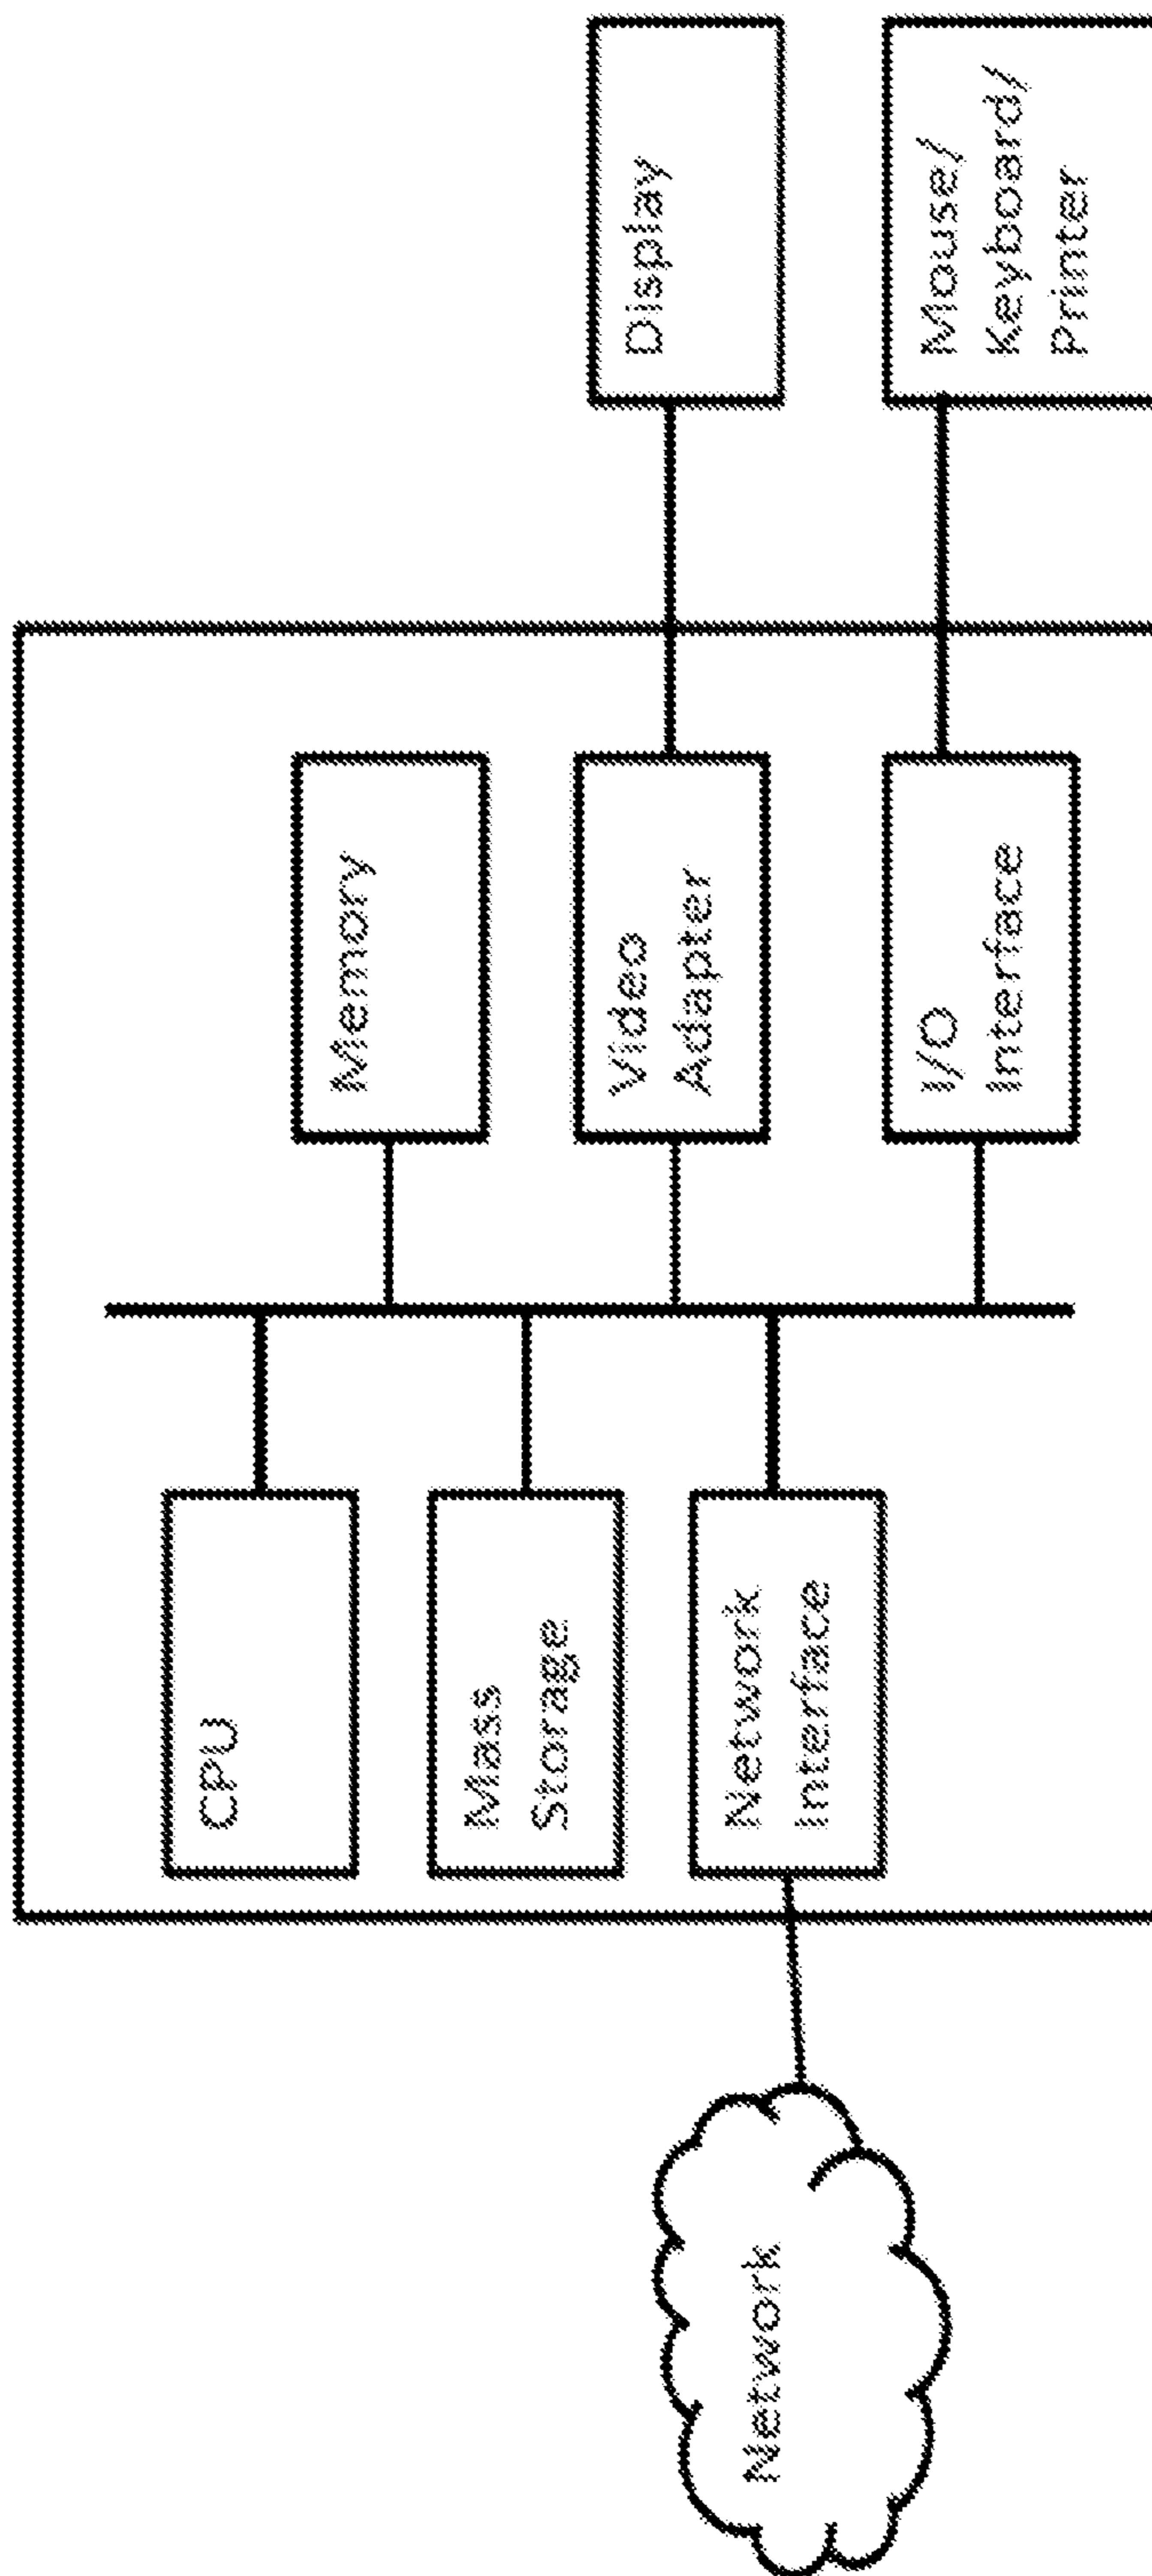 CPU
Memory
Mass
Storage
Video
Adapter
Display
Network
Interface
I/O
Interface
Mouse/
Keyboard/
Printer
Network